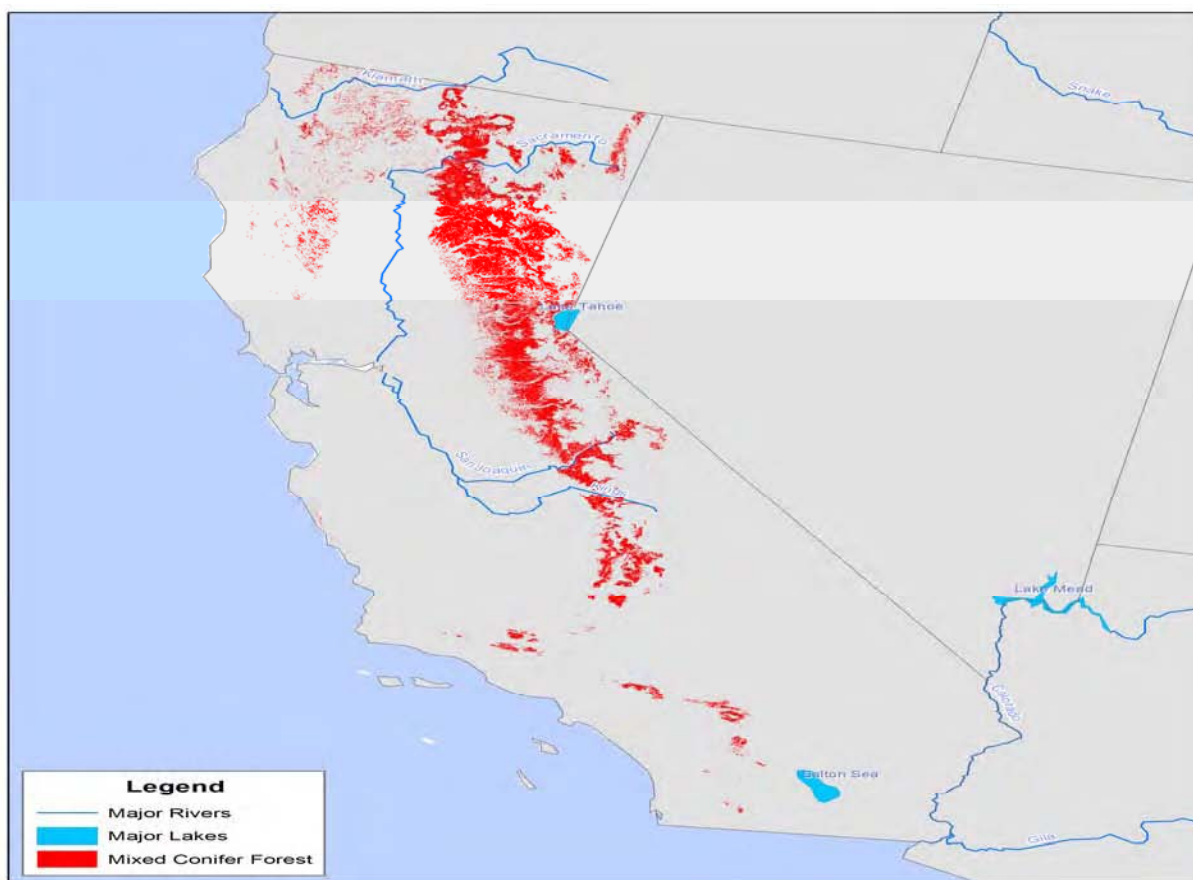 Klamath
Snake
Sacramento
Tahoe
San Joaquin
Kings
Lake Mead
Colorado
Salton Sea
Gila
Legend
Major Rivers
Major Lakes
Mixed Conifer Forest